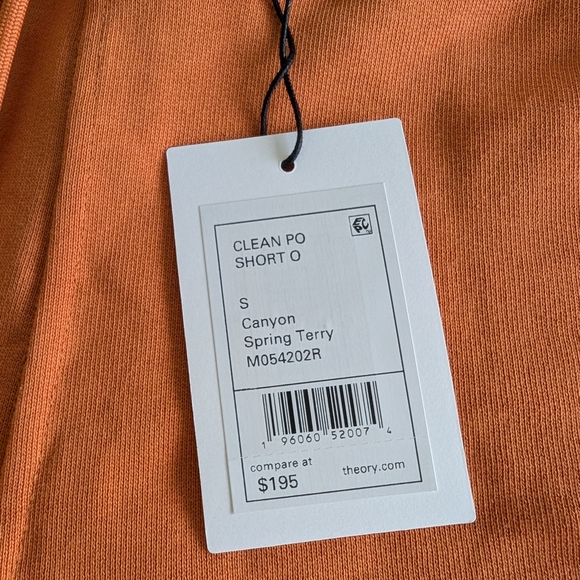 CLEAN PO
SHORT O
S
Canyon
Spring Terry
M054202R
1 96060 52007 4
compare at
$195
theory.com